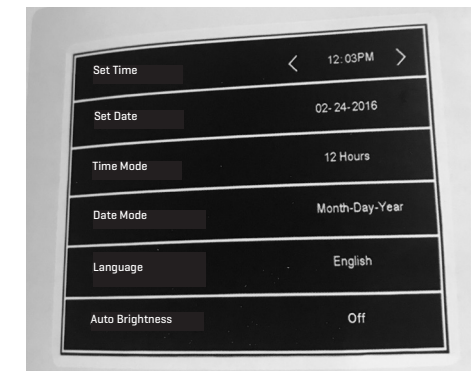 Set Time < 12:03PM >
Set Date 02-24-2016
Time Mode 12 Hours
Date Mode Month-Day-Year
Language English
Auto Brightness Off